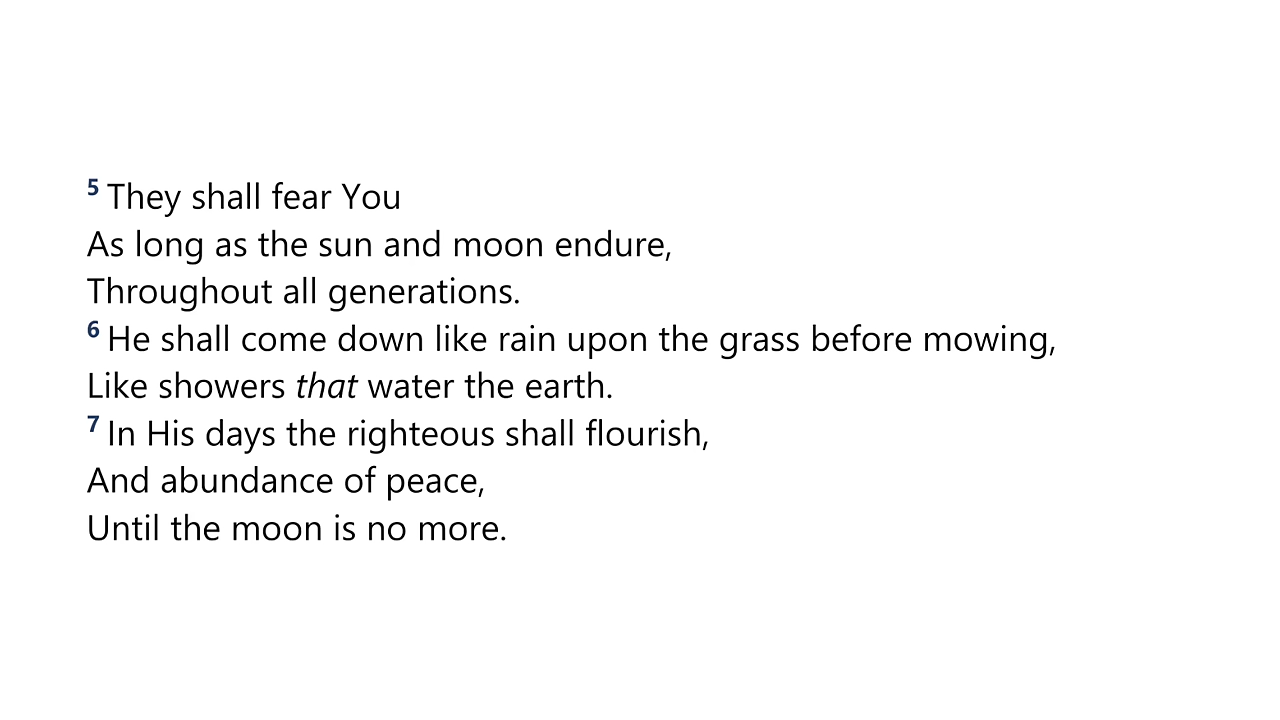 5 They shall fear You
As long as the sun and moon endure,
Throughout all generations.
6 He shall come down like rain upon the grass before mowing,
Like showers that water the earth.
7 In His days the righteous shall flourish,
And abundance of peace,
Until the moon is no more.